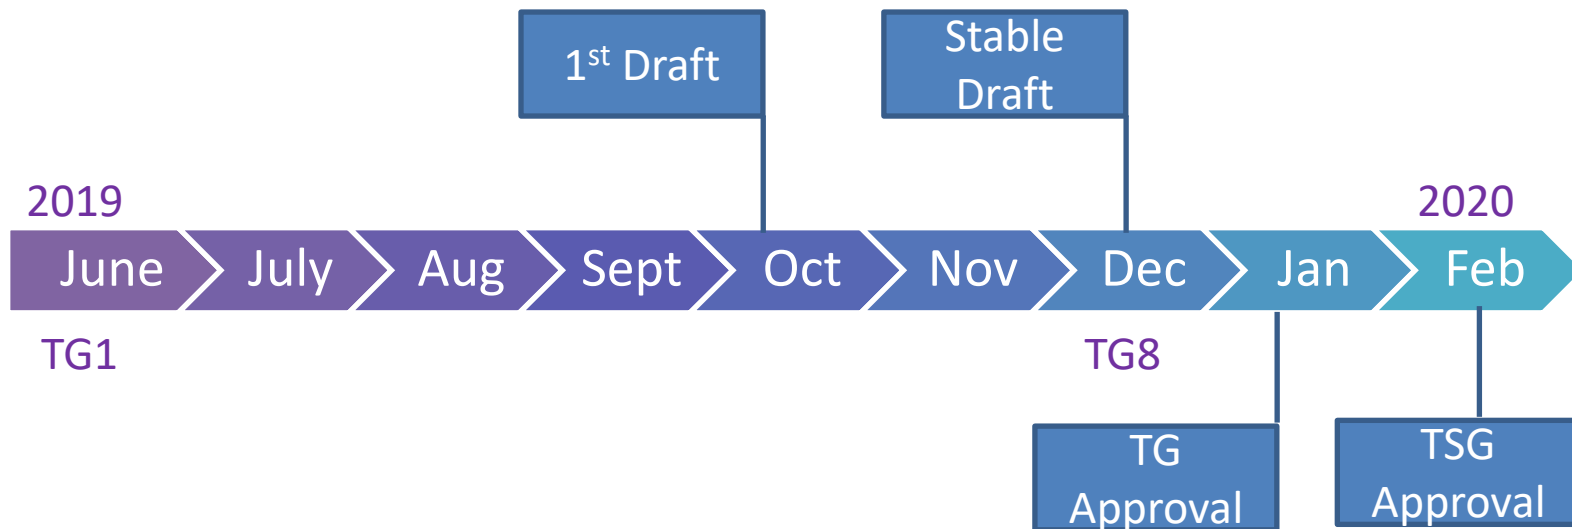 1st Draft
Stable
Draft
2019
2020
June July Aug Sept Oct Nov Dec Jan Feb
TG1
TG8
TG
Approval
TSG
Approval